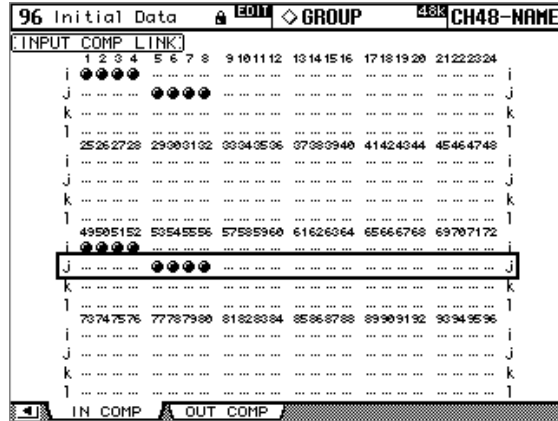 96 Initial Data EDIT GROUP 48K CH48-NAME
INPUT COMP LINK
1 2 3 4 5 6 7 8 9 10 11 12 13 14 15 16 17 18 19 20 21 22 23 24
i i
j j
k k
l l
25 26 27 28 29 30 31 32 33 34 35 36 37 38 39 40 41 42 43 44 45 46 47 48
i i
j j
k k
l l
49 50 51 52 53 54 55 56 57 58 59 60 61 62 63 64 65 66 67 68 69 70 71 72
i i
j j
k k
l l
73 74 75 76 77 78 79 80 81 82 83 84 85 86 87 88 89 90 91 92 93 94 95 96
i i
j j
k k
l l
IN COMP OUT COMP